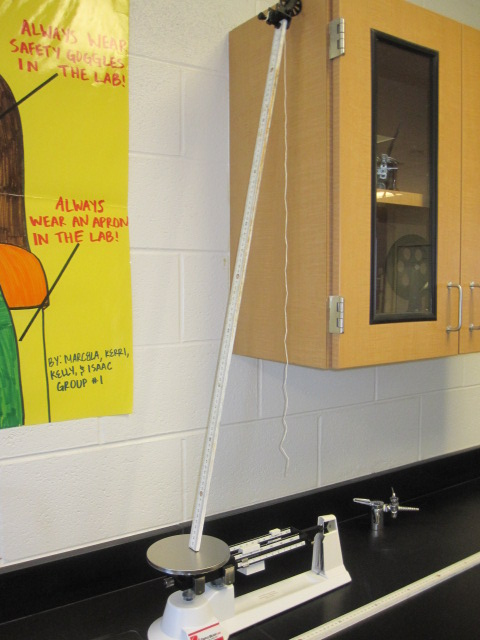 ALWAYS WEAR
SAFETY GOGGLES
IN THE LAB!
ALWAYS
WEAR AN APRON
IN THE LAB!
BY: MARCELA, KERRI,
KELLY, & ISAAC
GROUP #1